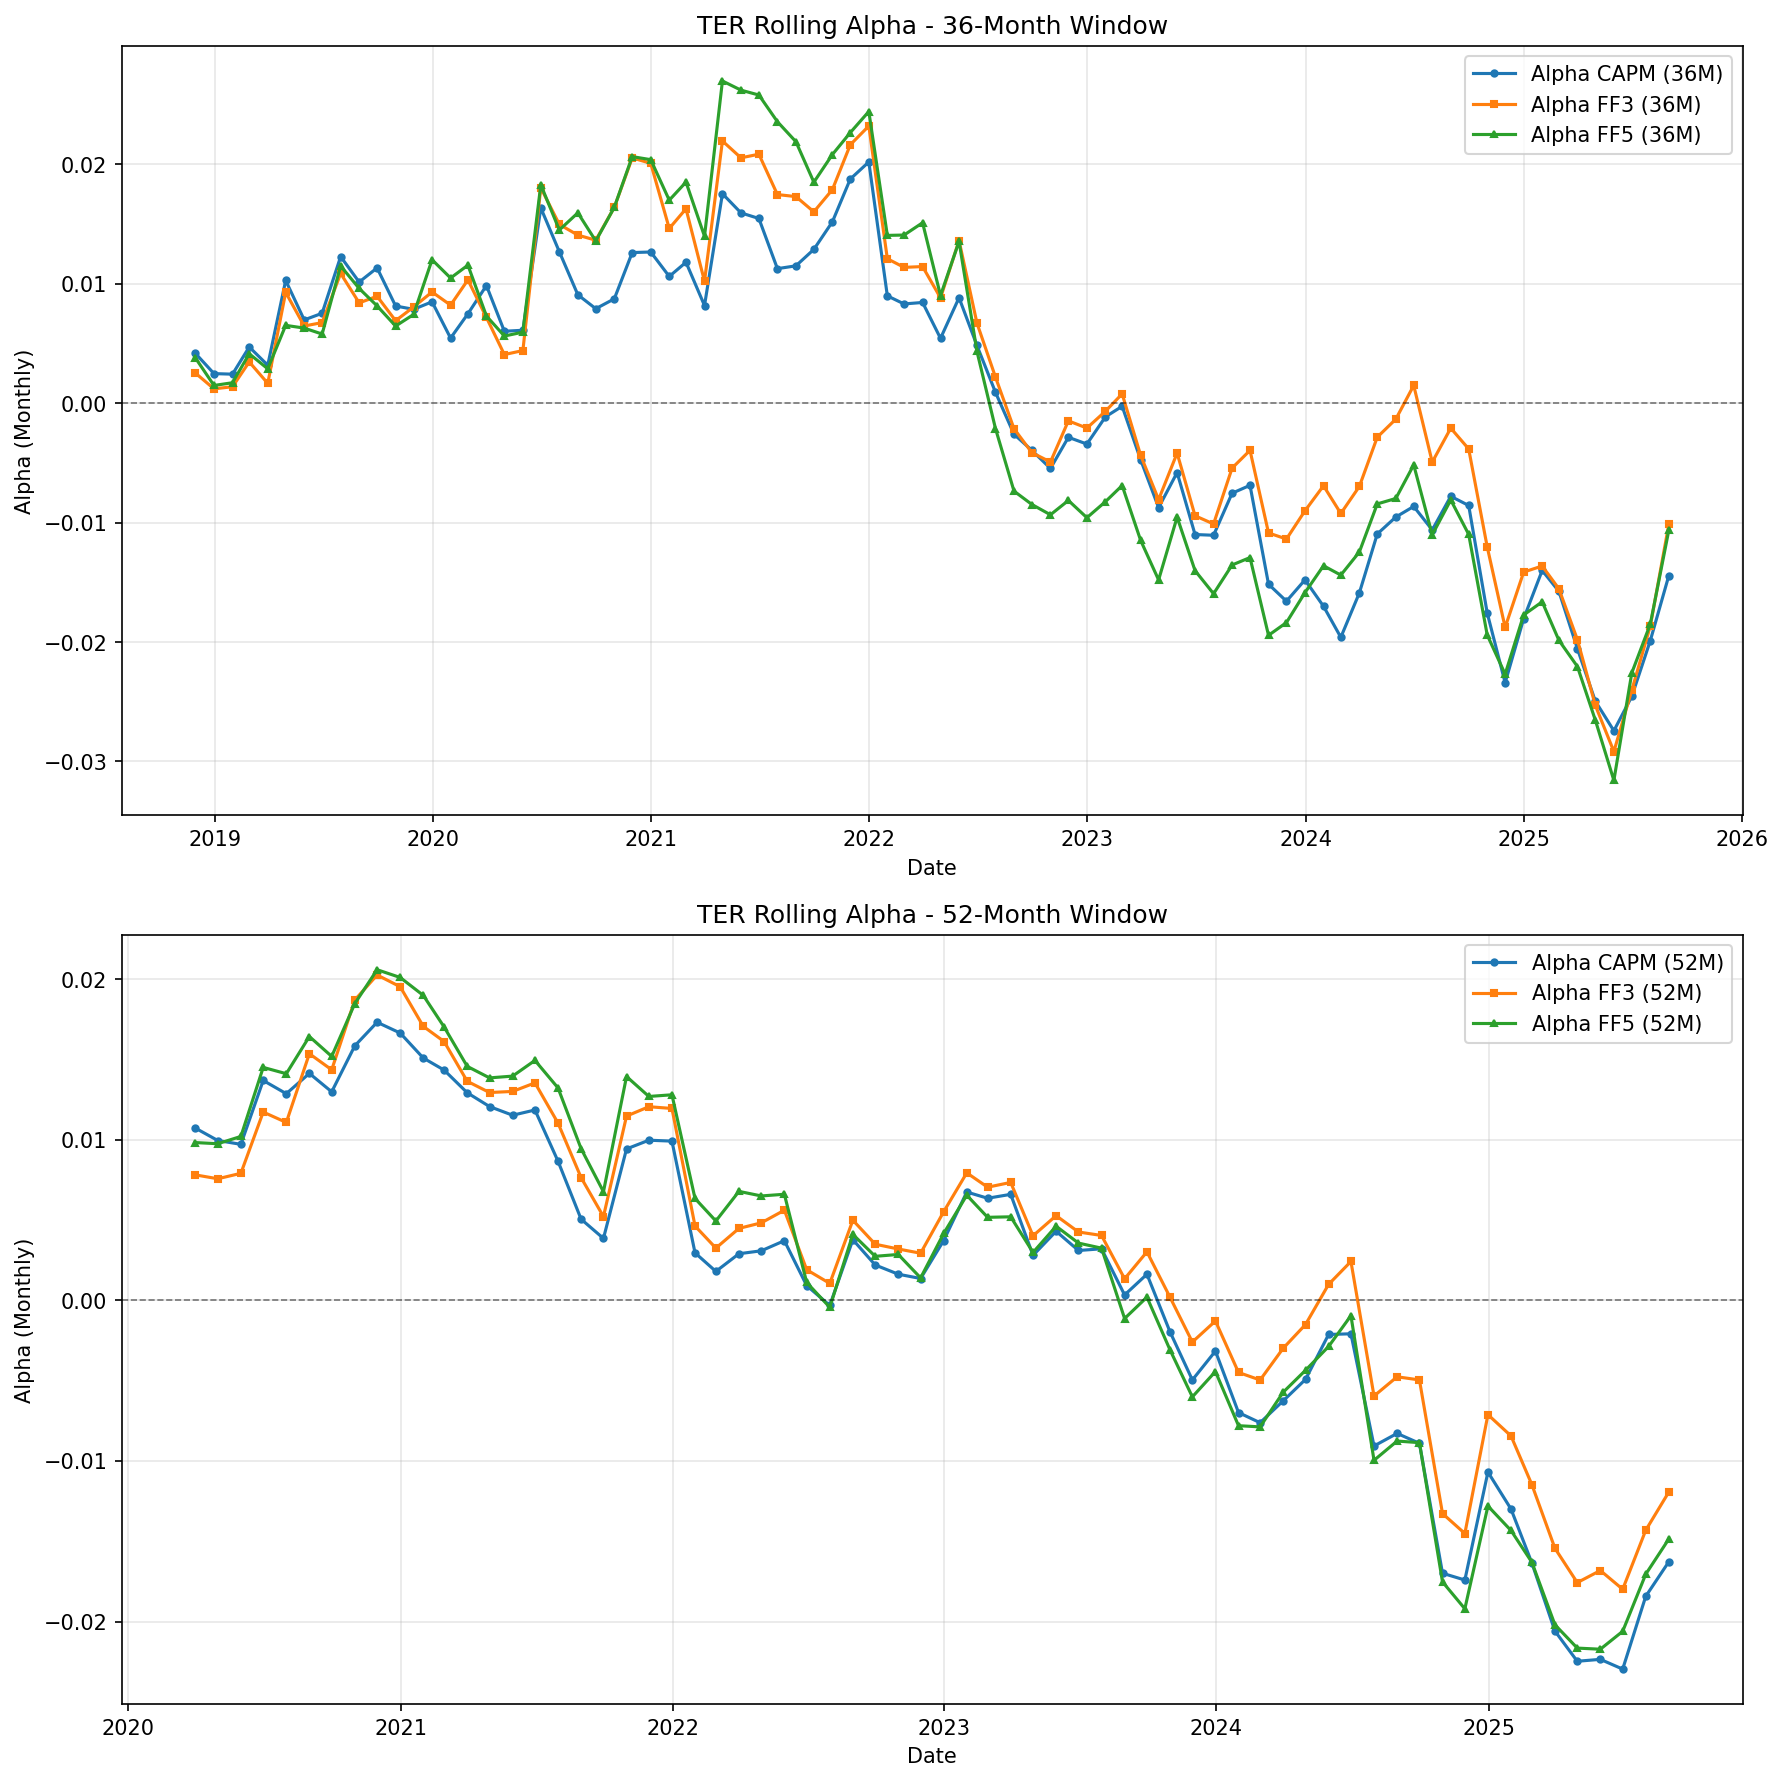 TER Rolling Alpha - 36-Month Window
Alpha CAPM (36M)
Alpha FF3 (36M)
Alpha FF5 (36M)
Alpha (Monthly)
0.02
0.01
0.00
−0.01
−0.02
−0.03
2019 2020 2021 2022 2023 2024 2025 2026
Date
TER Rolling Alpha - 52-Month Window
Alpha CAPM (52M)
Alpha FF3 (52M)
Alpha FF5 (52M)
Alpha (Monthly)
0.02
0.01
0.00
−0.01
−0.02
2020 2021 2022 2023 2024 2025
Date